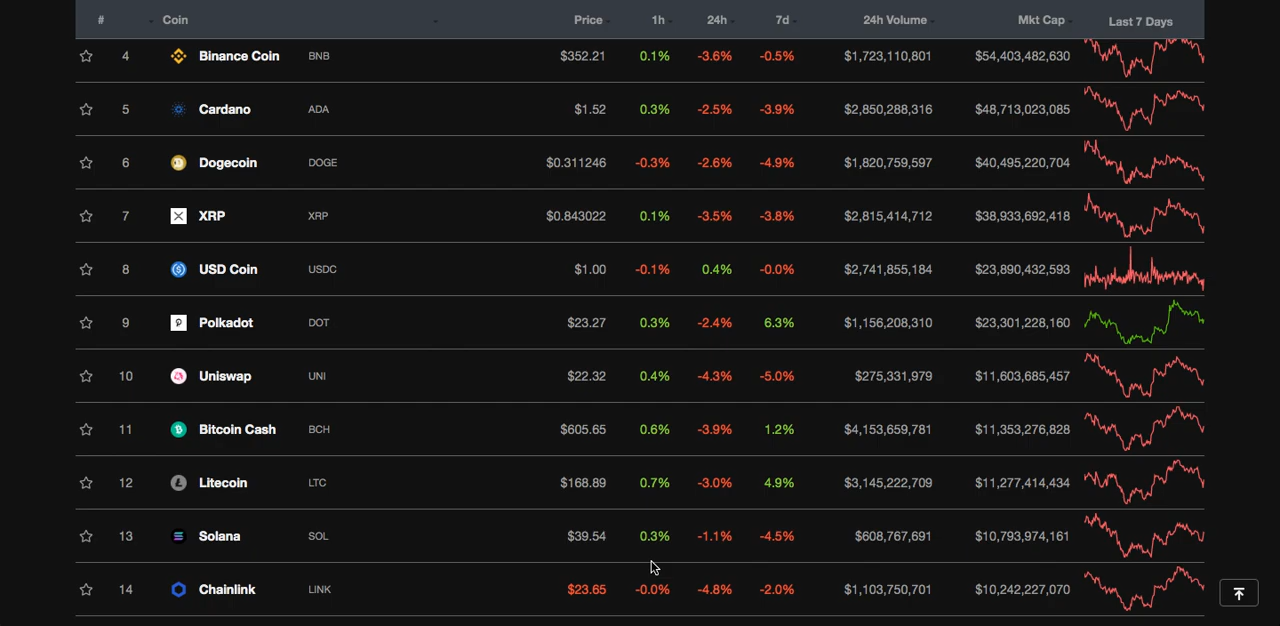 # Coin Price 1h 24h 7d 24h Volume Mkt Cap Last 7 Days
4 Binance Coin BNB $352.21 0.1% -3.6% -0.5% $1,723,110,801 $54,403,482,630
5 Cardano ADA $1.52 0.3% -2.5% -3.9% $2,850,288,316 $48,713,023,085
6 Dogecoin DOGE $0.311246 -0.3% -2.6% -4.9% $1,820,759,597 $40,495,220,704
7 XRP XRP $0.843022 0.1% -3.5% -3.8% $2,815,414,712 $38,933,692,418
8 USD Coin USDC $1.00 -0.1% 0.4% -0.0% $2,741,855,184 $23,890,432,593
9 Polkadot DOT $23.27 0.3% -2.4% 6.3% $1,156,208,310 $23,301,228,160
10 Uniswap UNI $22.32 0.4% -4.3% -5.0% $275,331,979 $11,603,685,457
11 Bitcoin Cash BCH $605.65 0.6% -3.9% 1.2% $4,153,659,781 $11,353,276,828
12 Litecoin LTC $168.89 0.7% -3.0% 4.9% $3,145,222,709 $11,277,414,434
13 Solana SOL $39.54 0.3% -1.1% -4.5% $608,767,691 $10,793,974,161
14 Chainlink LINK $23.65 -0.0% -4.8% -2.0% $1,103,750,701 $10,242,227,070